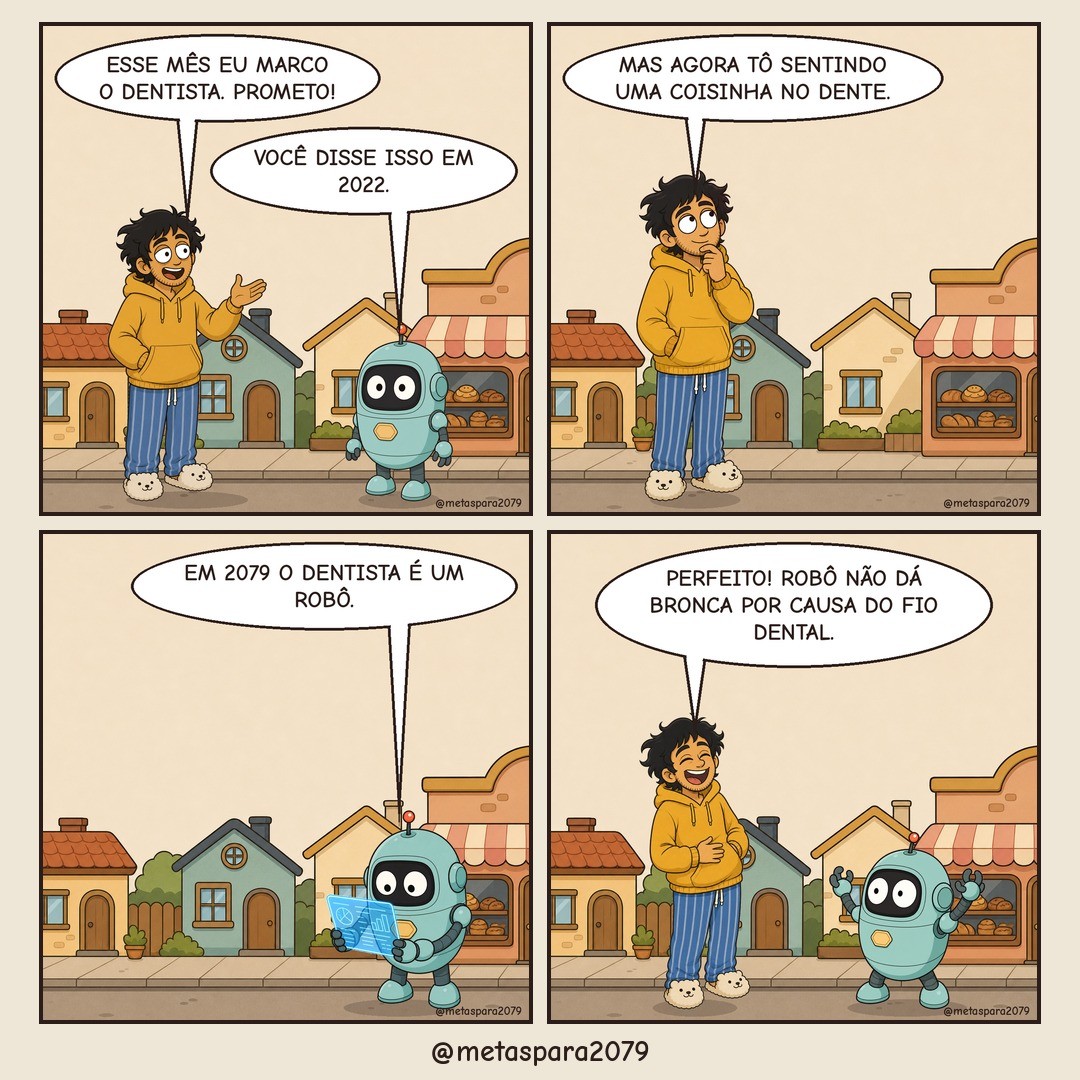 ESSE MÊS EU MARCO
O DENTISTA. PROMETO!
VOCÊ DISSE ISSO EM
2022.
@metaspara2079
MAS AGORA TÔ SENTINDO
UMA COISINHA NO DENTE.
@metaspara2079
EM 2079 O DENTISTA É UM
ROBÔ.
@metaspara2079
PERFEITO! ROBÔ NÃO DÁ
BRONCA POR CAUSA DO FIO
DENTAL.
@metaspara2079
@metaspara2079